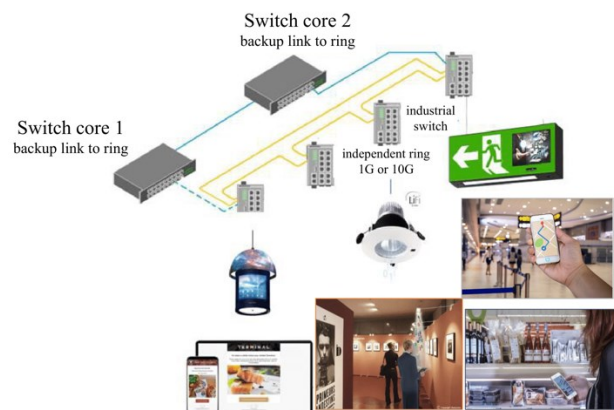 Switch core 2
backup link to ring
Switch core 1
backup link to ring
industrial
switch
independent ring
1G or 10G
LiFi
TERMINAL